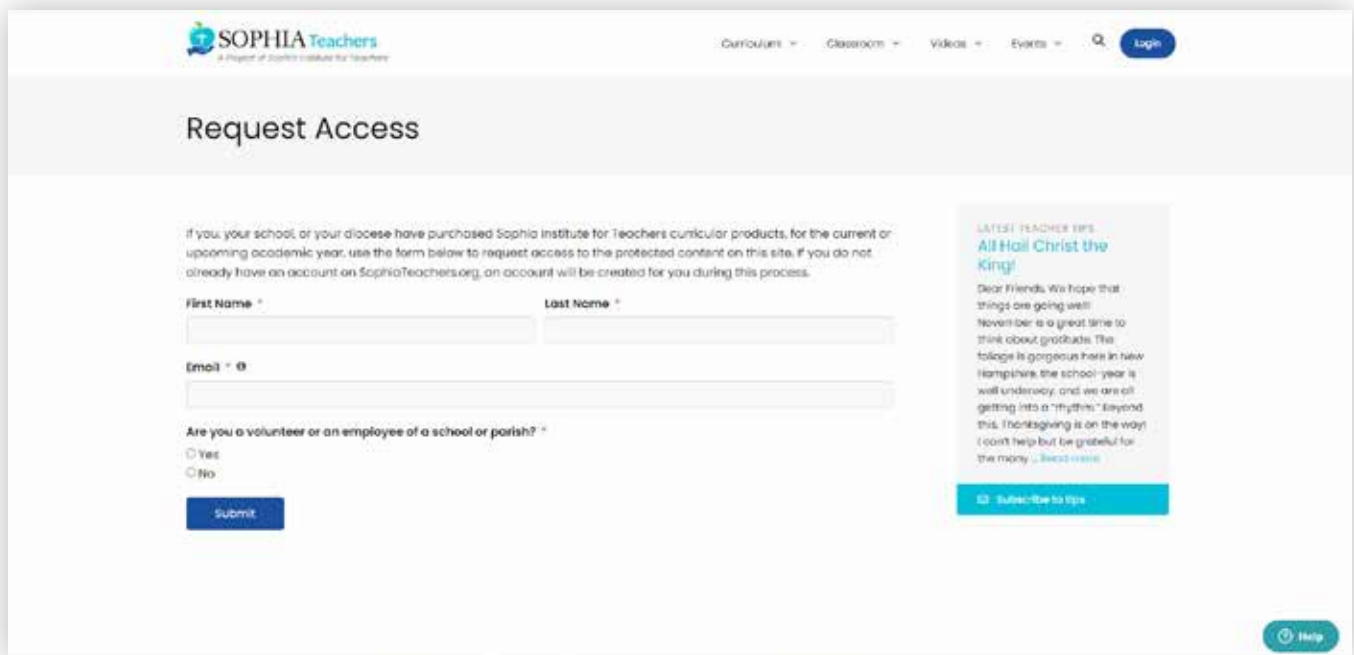 SOPHIA Teachers
A Project of Sophia Institute for Teachers
Curriculum
Classroom
Videos
Events
Login
Request Access
If you, your school, or your diocese have purchased Sophia Institute for Teachers curricular products, for the current or
upcoming academic year, use the form below to request access to the protected content on this site. If you do not
already have an account on SophiaTeachers.org, an account will be created for you during this process.
First Name *
Last Name *
Email *
Are you a volunteer or an employee of a school or parish? *
Yes
No
Submit
LATEST TEACHER TIPS
All Hail Christ the
King!
Dear Friends, We hope that
things are going well!
November is a great time to
think about gratitude. The
foliage is gorgeous here in New
Hampshire, the school-year is
well underway, and we are all
getting into a "rhythm." Beyond
this, Thanksgiving is on the way!
I can't help but be grateful for
the many ... Read more
Subscribe to tips
Help